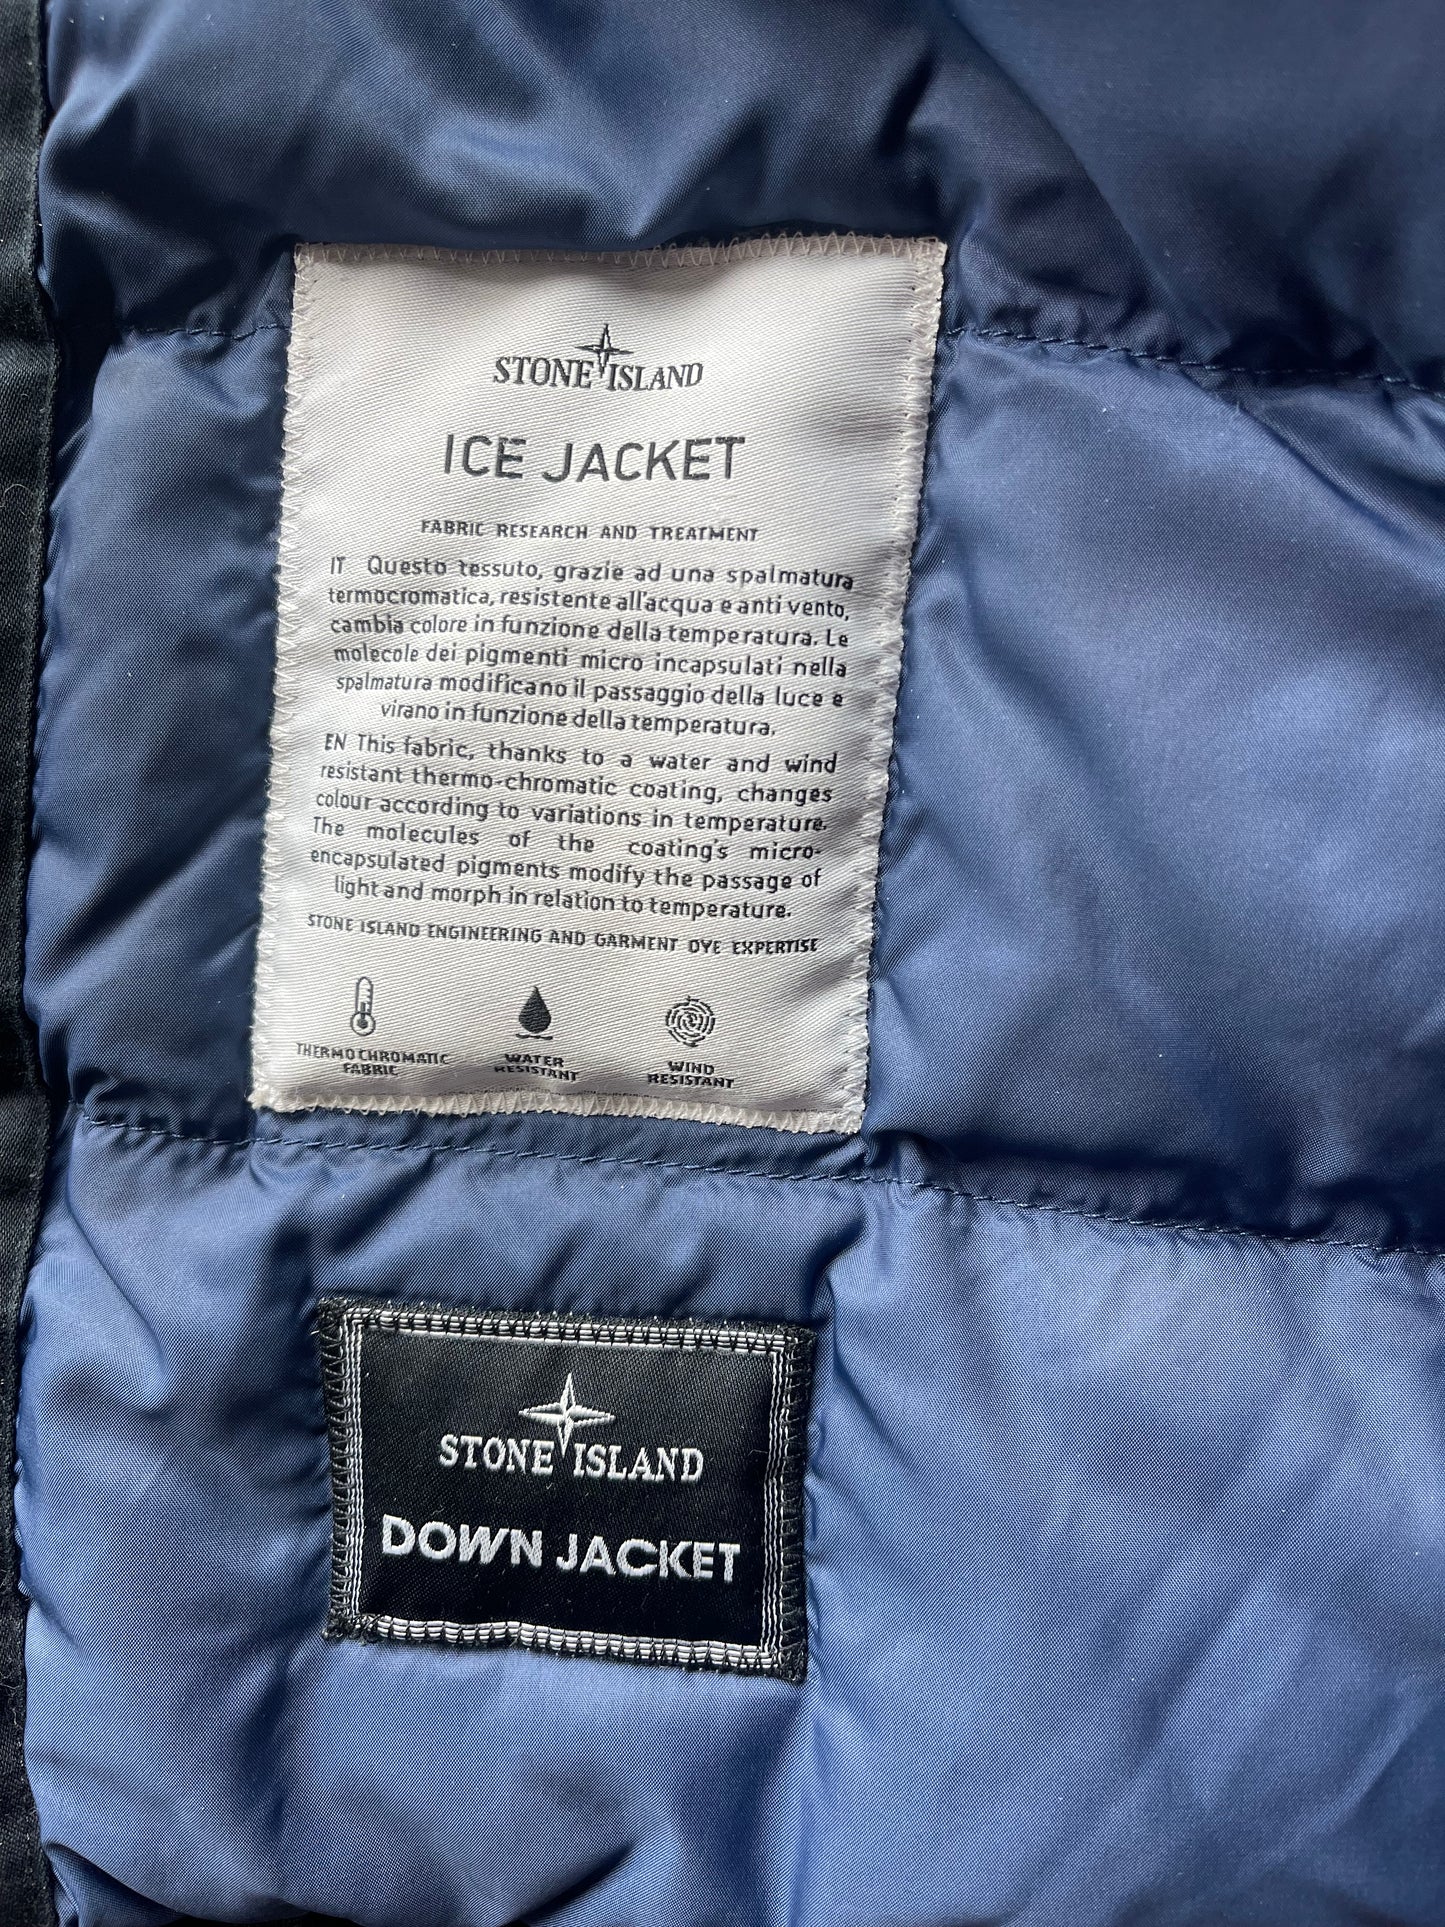 STONE ISLAND
ICE JACKET
FABRIC RESEARCH AND TREATMENT
IT Questo tessuto, grazie ad una spalmatura
termocromatica, resistente all'acqua e anti vento,
cambia colore in funzione della temperatura. Le
molecole dei pigmenti micro incapsulati nella
spalmatura modificano il passaggio della luce e
virano in funzione della temperatura.
EN This fabric, thanks to a water and wind
resistant thermo-chromatic coating, changes
colour according to variations in temperature.
The molecules of the coating's micro-
encapsulated pigments modify the passage of
light and morph in relation to temperature.
STONE ISLAND ENGINEERING AND GARMENT DYE EXPERTISE
THERMO CHROMATIC
FABRIC
WATER
RESISTANT
WIND
RESISTANT
STONE ISLAND
DOWN JACKET